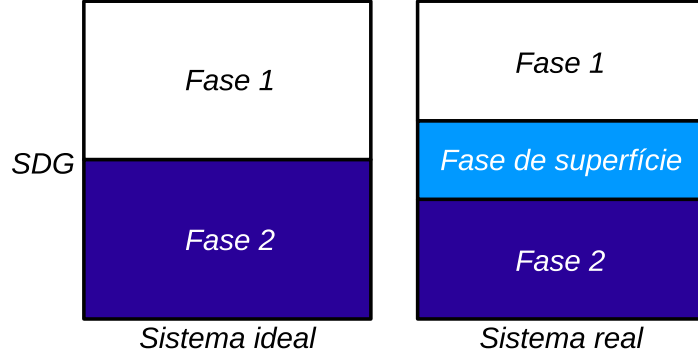 Fase 1
SDG
Fase 2
Sistema ideal
Fase 1
Fase de superfície
Fase 2
Sistema real